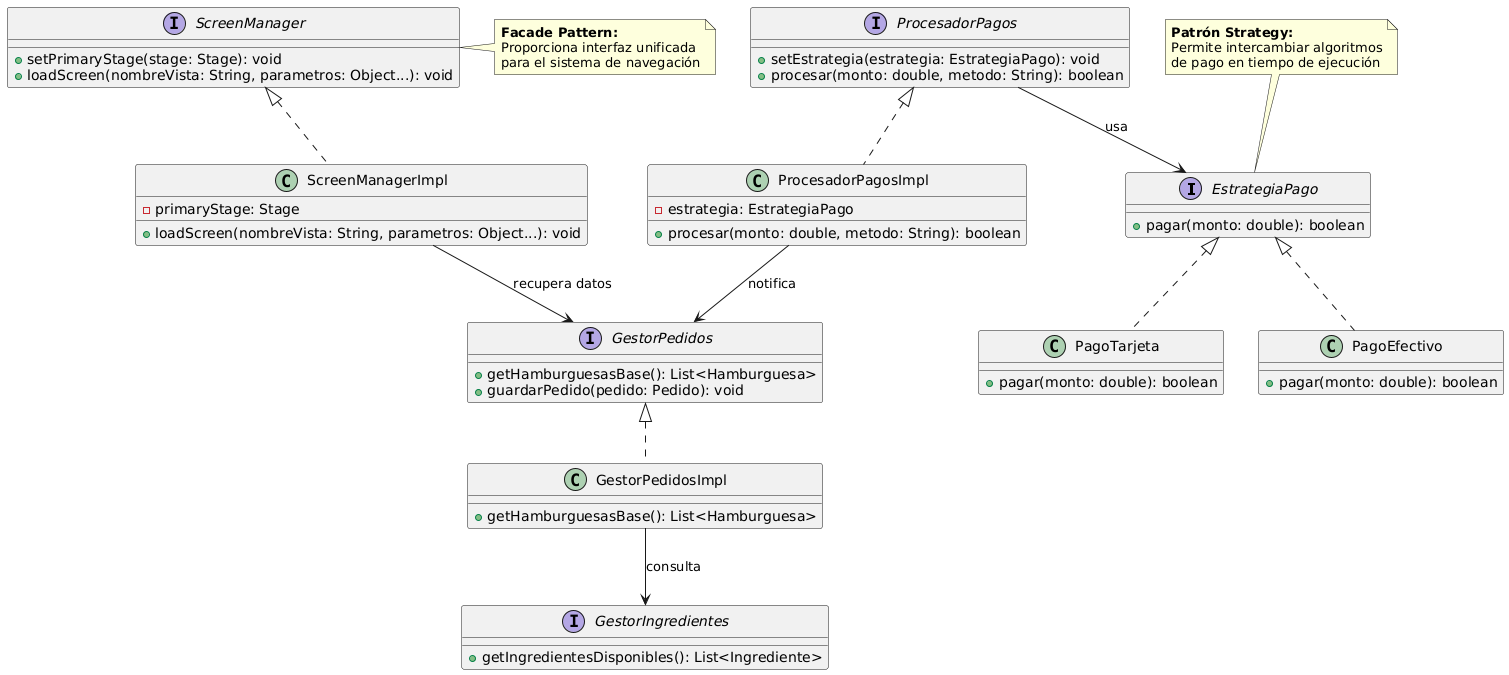 I ScreenManager
setPrimaryStage(stage: Stage): void
loadScreen(nombreVista: String, parametros: Object...): void
Facade Pattern:
Proporciona interfaz unificada
para el sistema de navegación
I ProcesadorPagos
setEstrategia(estrategia: EstrategiaPago): void
procesar(monto: double, metodo: String): boolean
Patrón Strategy:
Permite intercambiar algoritmos
de pago en tiempo de ejecución
usa
C ScreenManagerImpl
primaryStage: Stage
loadScreen(nombreVista: String, parametros: Object...): void
C ProcesadorPagosImpl
estrategia: EstrategiaPago
procesar(monto: double, metodo: String): boolean
I EstrategiaPago
pagar(monto: double): boolean
recupera datos
notifica
I GestorPedidos
getHamburguesasBase(): List<Hamburguesa>
guardarPedido(pedido: Pedido): void
C PagoTarjeta
pagar(monto: double): boolean
C PagoEfectivo
pagar(monto: double): boolean
C GestorPedidosImpl
getHamburguesasBase(): List<Hamburguesa>
consulta
I GestorIngredientes
getIngredientesDisponibles(): List<Ingrediente>